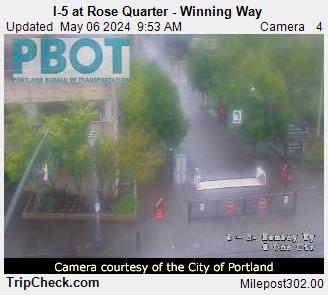 I-5 at Rose Quarter - Winning Way
Updated May 06 2024 9:53 AM Camera 4
PBOT
PORTLAND BUREAU OF TRANSPORTATION
Camera courtesy of the City of Portland
TripCheck.com Milepost302.00